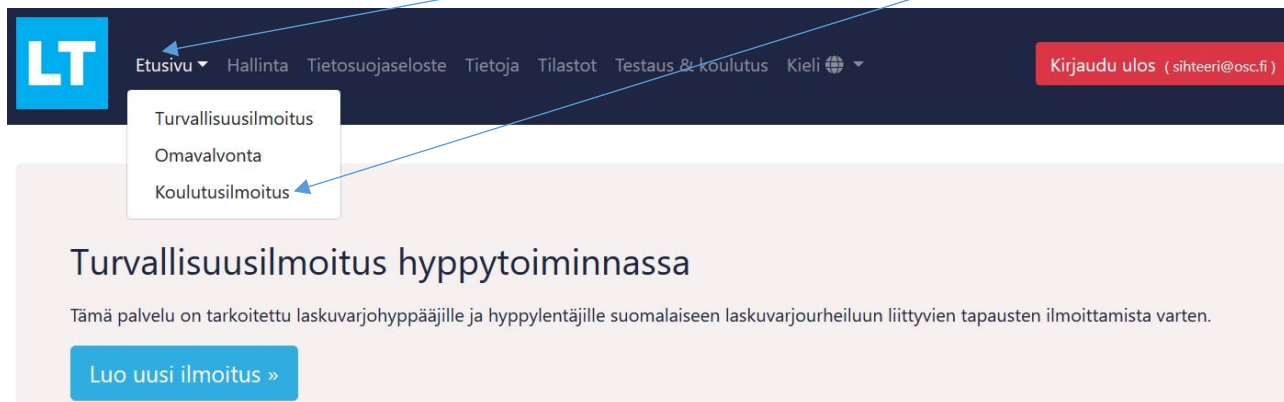 LT
Etusivu Hallinta Tietosuojaseloste Tietoja Tilastot Testaus & koulutus Kieli Kirjaudu ulos ( sihteeri@osc.fi )
Turvallisuusilmoitus
Omavalvonta
Koulutusilmoitus
Turvallisuusilmoitus hyppytoiminnassa
Tämä palvelu on tarkoitettu laskuvarjohyppääjille ja hyppylentäjille suomalaiseen laskuvarjourheiluun liittyvien tapausten ilmoittamista varten.
Luo uusi ilmoitus »